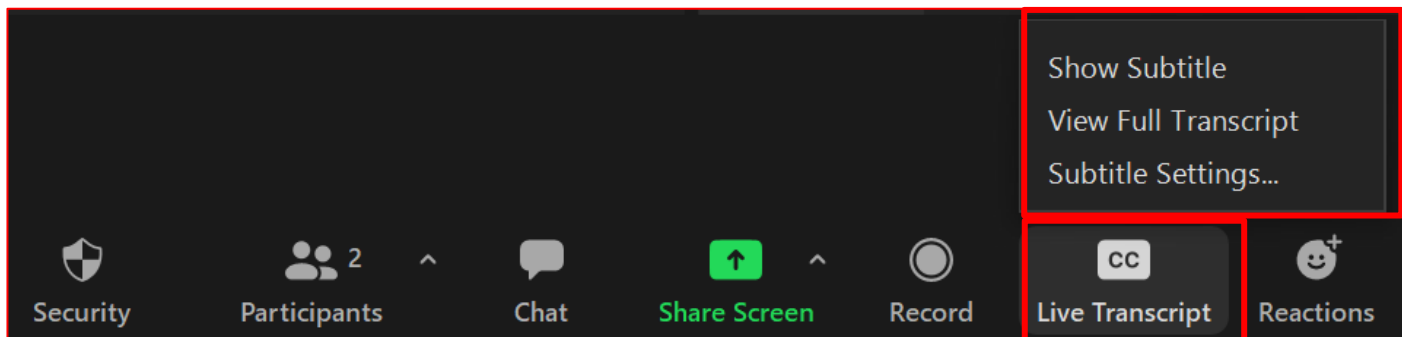 Show Subtitle
View Full Transcript
Subtitle Settings...
2
CC
Security
Participants
Chat
Share Screen
Record
Live Transcript
Reactions